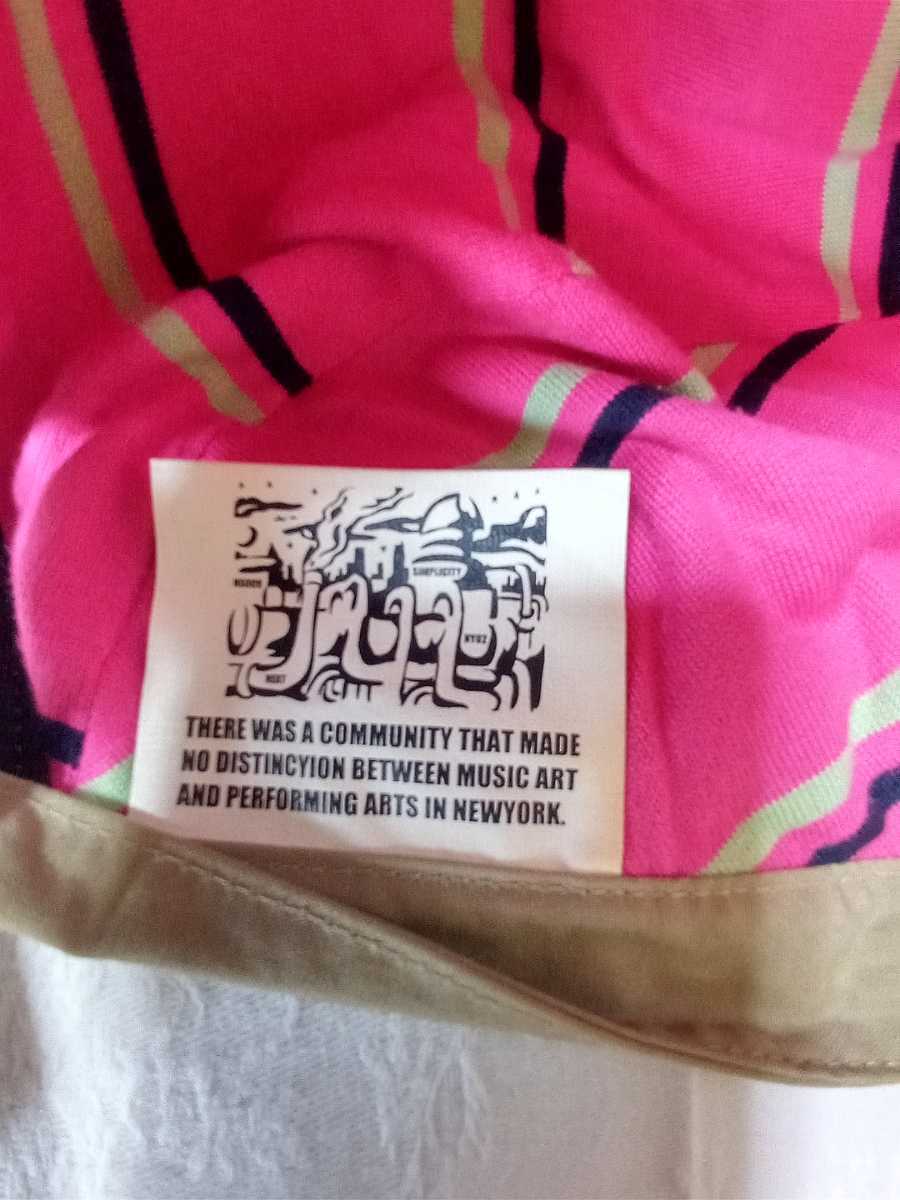 SIMPLICITY
THERE WAS A COMMUNITY THAT MADE
NO DISTINCYION BETWEEN MUSIC ART
AND PERFORMING ARTS IN NEWYORK.